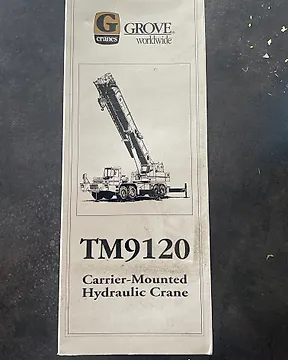 G
cranes
GROVE
worldwide
TM9120
Carrier-Mounted
Hydraulic Crane